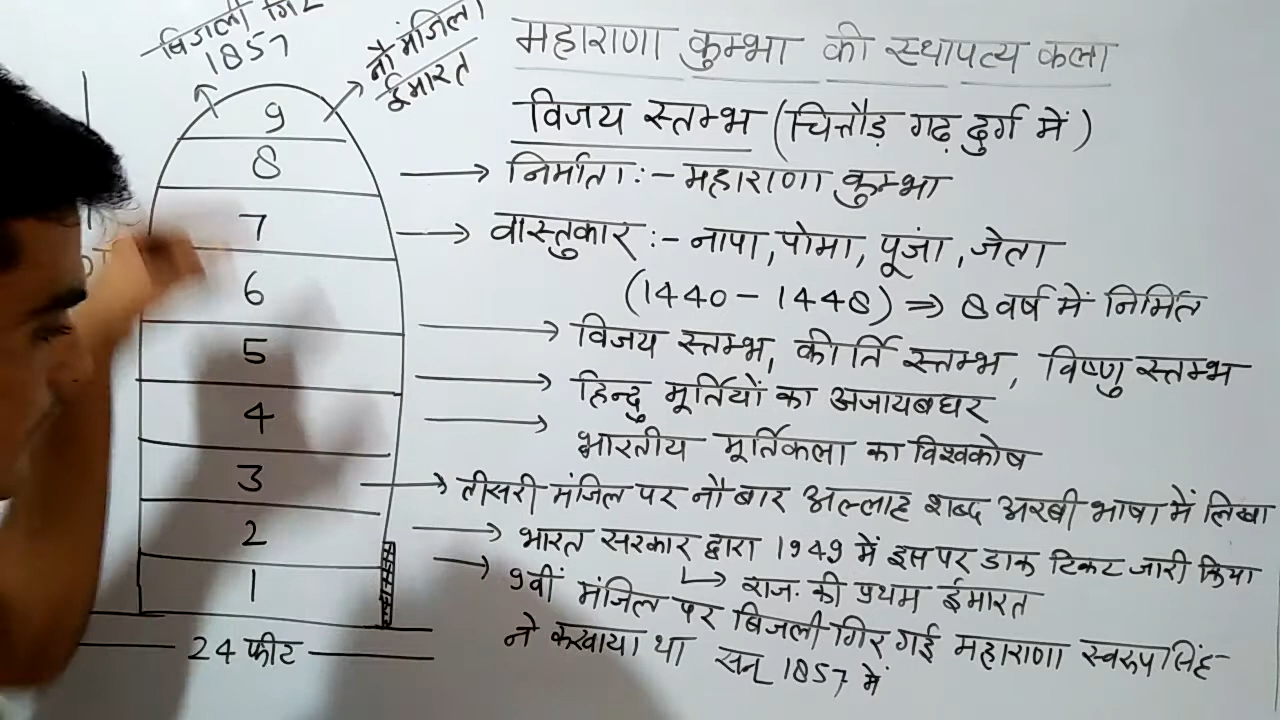 बिजली गिर
1857
नौ मंजिला
ईमारत
महाराणा कुम्भा की स्थापत्य कला
विजय स्तम्भ (चित्तौड़ गढ़ दुर्ग में)
→ निर्माता :- महाराणा कुम्भा
→ वास्तुकार :- नापा, पोमा, पूंजा, जेता
(1440 - 1448) ⇒ 8 वर्ष में निर्मित
→ विजय स्तम्भ, कीर्ति स्तम्भ, विष्णु स्तम्भ
→ हिन्दु मूर्तियों का अजायबघर
→ भारतीय मूर्तिकला का विश्वकोष
→ तीसरी मंजिल पर नौ बार अल्लाह शब्द अरबी भाषा में लिखा
→ भारत सरकार द्वारा 1949 में इस पर डाक टिकट जारी किया
↳ राज. की प्रथम ईमारत
→ 9वीं मंजिल पर बिजली गिर गई महाराणा स्वरुपसिंह
ने करवाया था सन् 1857 में
9
8
7
6
5
4
3
2
1
24 फीट